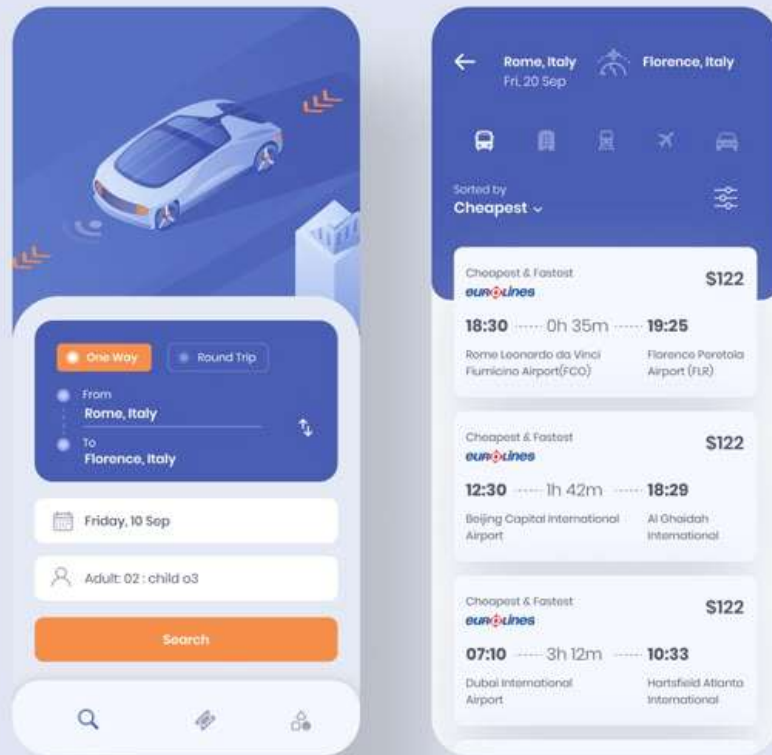 One Way
Round Trip
From
Rome, Italy
To
Florence, Italy
Friday, 10 Sep
Adult: 02 : child o3
Search
Rome, Italy
Florence, Italy
Fri, 20 Sep
Sorted by
Cheapest
Cheapest & Fastest
$122
eurolines
18:30 0h 35m 19:25
Rome Leonardo da Vinci
Fiumicino Airport(FCO)
Florence Peretola
Airport (FLR)
Cheapest & Fastest
$122
eurolines
12:30 1h 42m 18:29
Beijing Capital International
Airport
Al Ghaidah
International
Cheapest & Fastest
$122
eurolines
07:10 3h 12m 10:33
Dubai International
Airport
Hartsfield Atlanta
International